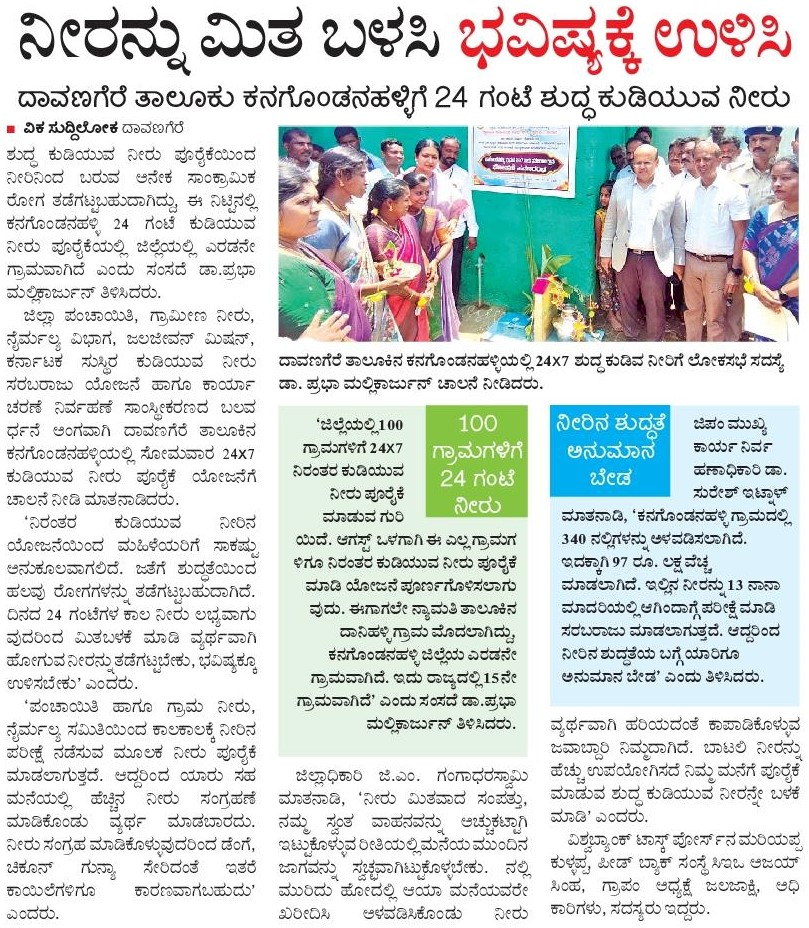 ನೀರನ್ನು ಮಿತ ಬಳಸಿ ಭವಿಷ್ಯಕ್ಕೆ ಉಳಿಸಿ
ದಾವಣಗೆರೆ ತಾಲೂಕು ಕನಗೊಂಡನಹಳ್ಳಿಗೆ 24 ಗಂಟೆ ಶುದ್ಧ ಕುಡಿಯುವ ನೀರು
■ ವಿಕ ಸುದ್ದಿಲೋಕ ದಾವಣಗೆರೆ
ಶುದ್ಧ ಕುಡಿಯುವ ನೀರು ಪೂರೈಕೆಯಿಂದ
ನೀರಿನಿಂದ ಬರುವ ಅನೇಕ ಸಾಂಕ್ರಾಮಿಕ
ರೋಗ ತಡೆಗಟ್ಟಬಹುದಾಗಿದ್ದು, ಈ ನಿಟ್ಟಿನಲ್ಲಿ
ಕನಗೊಂಡನಹಳ್ಳಿ 24 ಗಂಟೆ ಕುಡಿಯುವ
ನೀರು ಪೂರೈಕೆಯಲ್ಲಿ ಜಿಲ್ಲೆಯಲ್ಲಿ ಎರಡನೇ
ಗ್ರಾಮವಾಗಿದೆ ಎಂದು ಸಂಸದೆ ಡಾ.ಪ್ರಭಾ
ಮಲ್ಲಿಕಾರ್ಜುನ್ ತಿಳಿಸಿದರು.
ಜಿಲ್ಲಾ ಪಂಚಾಯಿತಿ, ಗ್ರಾಮೀಣ ನೀರು,
ನೈರ್ಮಲ್ಯ ವಿಭಾಗ, ಜಲಜೀವನ್ ಮಿಷನ್,
ಕರ್ನಾಟಕ ಸುಸ್ಥಿರ ಕುಡಿಯುವ ನೀರು
ಸರಬರಾಜು ಯೋಜನೆ ಹಾಗೂ ಕಾರ್ಯಾ
ಚರಣೆ ನಿರ್ವಹಣೆ ಸಾಂಸ್ಥೀಕರಣದ ಬಲವ
ರ್ಧನೆ ಅಂಗವಾಗಿ ದಾವಣಗೆರೆ ತಾಲೂಕಿನ
ಕನಗೊಂಡನಹಳ್ಳಿಯಲ್ಲಿ ಸೋಮವಾರ 24x7
ಕುಡಿಯುವ ನೀರು ಪೂರೈಕೆ ಯೋಜನೆಗೆ
ಚಾಲನೆ ನೀಡಿ ಮಾತನಾಡಿದರು.
'ನಿರಂತರ ಕುಡಿಯುವ ನೀರಿನ
ಯೋಜನೆಯಿಂದ ಮಹಿಳೆಯರಿಗೆ ಸಾಕಷ್ಟು
ಅನುಕೂಲವಾಗಲಿದೆ. ಜತೆಗೆ ಶುದ್ಧತೆಯಿಂದ
ಹಲವು ರೋಗಗಳನ್ನು ತಡೆಗಟ್ಟಬಹುದಾಗಿದೆ.
ದಿನದ 24 ಗಂಟೆಗಳ ಕಾಲ ನೀರು ಲಭ್ಯವಾಗು
ವುದರಿಂದ ಮಿತಬಳಕೆ ಮಾಡಿ ವ್ಯರ್ಥವಾಗಿ
ಹೋಗುವ ನೀರನ್ನು ತಡೆಗಟ್ಟಬೇಕು, ಭವಿಷ್ಯಕ್ಕೂ
ಉಳಿಸಬೇಕು' ಎಂದರು.
'ಪಂಚಾಯಿತಿ ಹಾಗೂ ಗ್ರಾಮ ನೀರು,
ನೈರ್ಮಲ್ಯ ಸಮಿತಿಯಿಂದ ಕಾಲಕಾಲಕ್ಕೆ ನೀರಿನ
ಪರೀಕ್ಷೆ ನಡೆಸುವ ಮೂಲಕ ನೀರು ಪೂರೈಕೆ
ಮಾಡಲಾಗುತ್ತದೆ. ಆದ್ದರಿಂದ ಯಾರು ಸಹ
ಮನೆಯಲ್ಲಿ ಹೆಚ್ಚಿನ ನೀರು ಸಂಗ್ರಹಣೆ
ಮಾಡಿಕೊಂಡು ವ್ಯರ್ಥ ಮಾಡಬಾರದು.
ನೀರು ಸಂಗ್ರಹ ಮಾಡಿಕೊಳ್ಳುವುದರಿಂದ ಡೆಂಗೆ,
ಚಿಕೂನ್ ಗುನ್ಯಾ ಸೇರಿದಂತೆ ಇತರೆ
ಕಾಯಿಲೆಗಳಿಗೂ ಕಾರಣವಾಗಬಹುದು'
ಎಂದರು.
ದಾವಣಗೆರೆ ತಾಲೂಕಿನ ಕನಗೊಂಡನಹಳ್ಳಿಯಲ್ಲಿ 24x7 ಶುದ್ಧ ಕುಡಿವ ನೀರಿಗೆ ಲೋಕಸಭೆ ಸದಸ್ಯೆ
ಡಾ. ಪ್ರಭಾ ಮಲ್ಲಿಕಾರ್ಜುನ್ ಚಾಲನೆ ನೀಡಿದರು.
100
ಗ್ರಾಮಗಳಿಗೆ
24 ಗಂಟೆ
ನೀರು
'ಜಿಲ್ಲೆಯಲ್ಲಿ 100
ಗ್ರಾಮಗಳಿಗೆ 24x7
ನಿರಂತರ ಕುಡಿಯುವ
ನೀರು ಪೂರೈಕೆ
ಮಾಡುವ ಗುರಿ
ಯಿದೆ. ಆಗಸ್ಟ್ ಒಳಗಾಗಿ ಈ ಎಲ್ಲ ಗ್ರಾಮಗ
ಳಿಗೂ ನಿರಂತರ ಕುಡಿಯುವ ನೀರು ಪೂರೈಕೆ
ಮಾಡಿ ಯೋಜನೆ ಪೂರ್ಣಗೊಳಿಸಲಾಗು
ವುದು. ಈಗಾಗಲೇ ನ್ಯಾಮತಿ ತಾಲೂಕಿನ
ದಾನಿಹಳ್ಳಿ ಗ್ರಾಮ ಮೊದಲಾಗಿದ್ದು,
ಕನಗೊಂಡನಹಳ್ಳಿ ಜಿಲ್ಲೆಯ ಎರಡನೇ
ಗ್ರಾಮವಾಗಿದೆ. ಇದು ರಾಜ್ಯದಲ್ಲಿ 15ನೇ
ಗ್ರಾಮವಾಗಿದೆ' ಎಂದು ಸಂಸದೆ ಡಾ.ಪ್ರಭಾ
ಮಲ್ಲಿಕಾರ್ಜುನ್ ತಿಳಿಸಿದರು.
ಜಿಲ್ಲಾಧಿಕಾರಿ ಜಿ.ಎಂ. ಗಂಗಾಧರಸ್ವಾಮಿ
ಮಾತನಾಡಿ, 'ನೀರು ಮಿತವಾದ ಸಂಪತ್ತು,
ನಮ್ಮ ಸ್ವಂತ ವಾಹನವನ್ನು ಅಚ್ಚುಕಟ್ಟಾಗಿ
ಇಟ್ಟುಕೊಳ್ಳುವ ರೀತಿಯಲ್ಲಿ ಮನೆಯ ಮುಂದಿನ
ಜಾಗವನ್ನು ಸ್ವಚ್ಛವಾಗಿಟ್ಟುಕೊಳ್ಳಬೇಕು. ನಲ್ಲಿ
ಮುರಿದು ಹೋದಲ್ಲಿ ಆಯಾ ಮನೆಯವರೇ
ಖರೀದಿಸಿ ಅಳವಡಿಸಿಕೊಂಡು ನೀರು
ನೀರಿನ ಶುದ್ಧತೆ
ಅನುಮಾನ
ಬೇಡ
ಜಿಪಂ ಮುಖ್ಯ
ಕಾರ್ಯ ನಿರ್ವ
ಹಣಾಧಿಕಾರಿ ಡಾ.
ಸುರೇಶ್ ಇಟ್ನಾಳ್
ಮಾತನಾಡಿ, 'ಕನಗೊಂಡನಹಳ್ಳಿ ಗ್ರಾಮದಲ್ಲಿ
340 ನಲ್ಲಿಗಳನ್ನು ಅಳವಡಿಸಲಾಗಿದೆ.
ಇದಕ್ಕಾಗಿ 97 ರೂ. ಲಕ್ಷ ವೆಚ್ಚ
ಮಾಡಲಾಗಿದೆ. ಇಲ್ಲಿನ ನೀರನ್ನು 13 ನಾನಾ
ಮಾದರಿಯಲ್ಲಿ ಆಗಿಂದಾಗ್ಗೆ ಪರೀಕ್ಷೆ ಮಾಡಿ
ಸರಬರಾಜು ಮಾಡಲಾಗುತ್ತದೆ. ಆದ್ದರಿಂದ
ನೀರಿನ ಶುದ್ಧತೆಯ ಬಗ್ಗೆ ಯಾರಿಗೂ
ಅನುಮಾನ ಬೇಡ' ಎಂದು ತಿಳಿಸಿದರು.
ವ್ಯರ್ಥವಾಗಿ ಹರಿಯದಂತೆ ಕಾಪಾಡಿಕೊಳ್ಳುವ
ಜವಾಬ್ದಾರಿ ನಿಮ್ಮದಾಗಿದೆ. ಬಾಟಲಿ ನೀರನ್ನು
ಹೆಚ್ಚು ಉಪಯೋಗಿಸದೆ ನಿಮ್ಮ ಮನೆಗೆ ಪೂರೈಕೆ
ಮಾಡುವ ಶುದ್ಧ ಕುಡಿಯುವ ನೀರನ್ನೇ ಬಳಕೆ
ಮಾಡಿ' ಎಂದರು.
ವಿಶ್ವಬ್ಯಾಂಕ್ ಟಾಸ್ಕ್ ಪೋರ್ಸ್‌ನ ಮರಿಯಪ್ಪ
ಕುಳ್ಳಪ್ಪ, ಪೀಡ್ ಬ್ಯಾಕ್ ಸಂಸ್ಥೆ ಸಿಇಒ ಅಜಯ್
ಸಿಂಹ, ಗ್ರಾಪಂ ಅಧ್ಯಕ್ಷೆ ಜಲಜಾಕ್ಷಿ, ಅಧಿ
ಕಾರಿಗಳು, ಸದಸ್ಯರು ಇದ್ದರು.